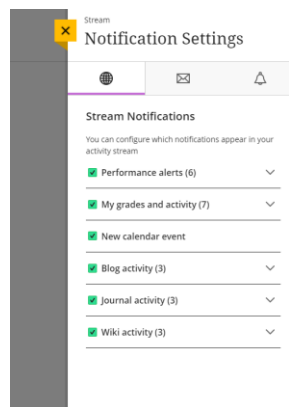 Stream
Notification Settings
Stream Notifications
You can configure which notifications appear in your
activity stream
Performance alerts (6)
My grades and activity (7)
New calendar event
Blog activity (3)
Journal activity (3)
Wiki activity (3)